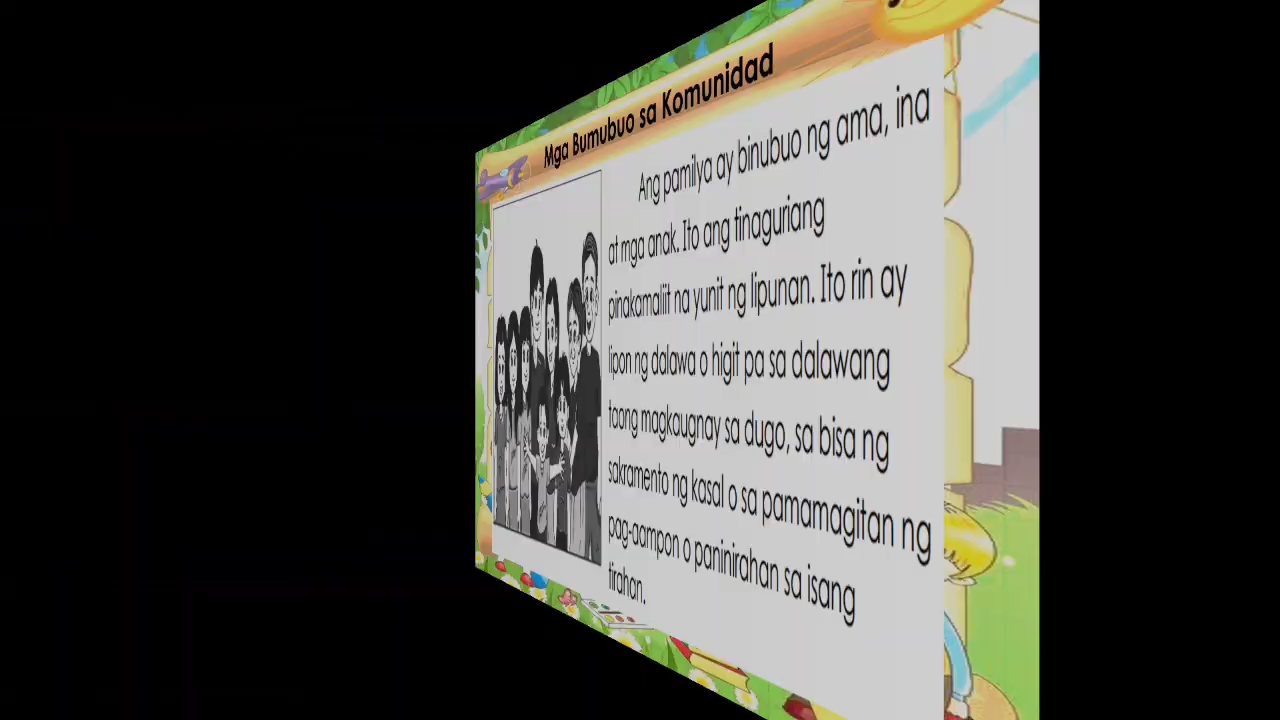 Mga Bumubuo sa Komunidad
Ang pamilya ay binubuo ng ama, ina
at mga anak. Ito ang tinaguriang
pinakamaliit na yunit ng lipunan. Ito rin ay
lipon ng dalawa o higit pa sa dalawang
taong magkaugnay sa dugo, sa bisa ng
sakramento ng kasal o sa pamamagitan ng
pag-aampon o paninirahan sa isang
tirahan.